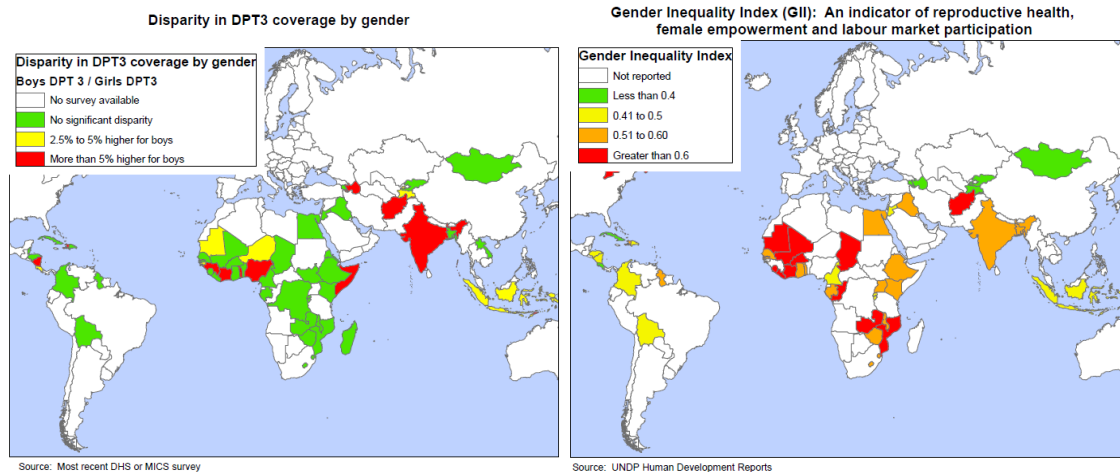 Disparity in DPT3 coverage by gender
Disparity in DPT3 coverage by gender
Boys DPT 3 / Girls DPT3
No survey available
No significant disparity
2.5% to 5% higher for boys
More than 5% higher for boys
Source: Most recent DHS or MICS survey
Gender Inequality Index (GII): An indicator of reproductive health,
female empowerment and labour market participation
Gender Inequality Index
Not reported
Less than 0.4
0.41 to 0.5
0.51 to 0.60
Greater than 0.6
Source: UNDP Human Development Reports